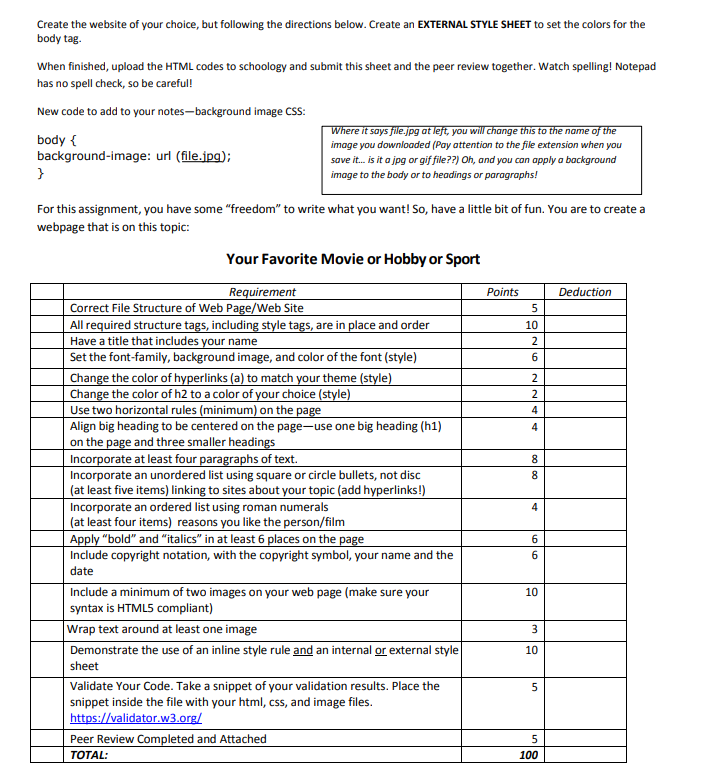 Create the website of your choice, but following the directions below. Create an EXTERNAL STYLE SHEET to set the colors for the
body tag.
When finished, upload the HTML codes to schoology and submit this sheet and the peer review together. Watch spelling! Notepad
has no spell check, so be careful!
New code to add to your notes—background image CSS:
body {
background-image: url (file.jpg);
}
Where it says file.jpg at left, you will change this to the name of the
image you downloaded (Pay attention to the file extension when you
save it... is it a jpg or gif file??) Oh, and you can apply a background
image to the body or to headings or paragraphs!
For this assignment, you have some “freedom” to write what you want! So, have a little bit of fun. You are to create a
webpage that is on this topic:
Your Favorite Movie or Hobby or Sport
Requirement Points Deduction
Correct File Structure of Web Page/Web Site 5
All required structure tags, including style tags, are in place and order 10
Have a title that includes your name 2
Set the font-family, background image, and color of the font (style) 6
Change the color of hyperlinks (a) to match your theme (style) 2
Change the color of h2 to a color of your choice (style) 2
Use two horizontal rules (minimum) on the page 4
Align big heading to be centered on the page—use one big heading (h1) 4
on the page and three smaller headings
Incorporate at least four paragraphs of text. 8
Incorporate an unordered list using square or circle bullets, not disc 8
(at least five items) linking to sites about your topic (add hyperlinks!)
Incorporate an ordered list using roman numerals 4
(at least four items) reasons you like the person/film
Apply “bold” and “italics” in at least 6 places on the page 6
Include copyright notation, with the copyright symbol, your name and the 6
date
Include a minimum of two images on your web page (make sure your 10
syntax is HTML5 compliant)
Wrap text around at least one image 3
Demonstrate the use of an inline style rule and an internal or external style 10
sheet
Validate Your Code. Take a snippet of your validation results. Place the 5
snippet inside the file with your html, css, and image files.
https://validator.w3.org/
Peer Review Completed and Attached 5
TOTAL: 100